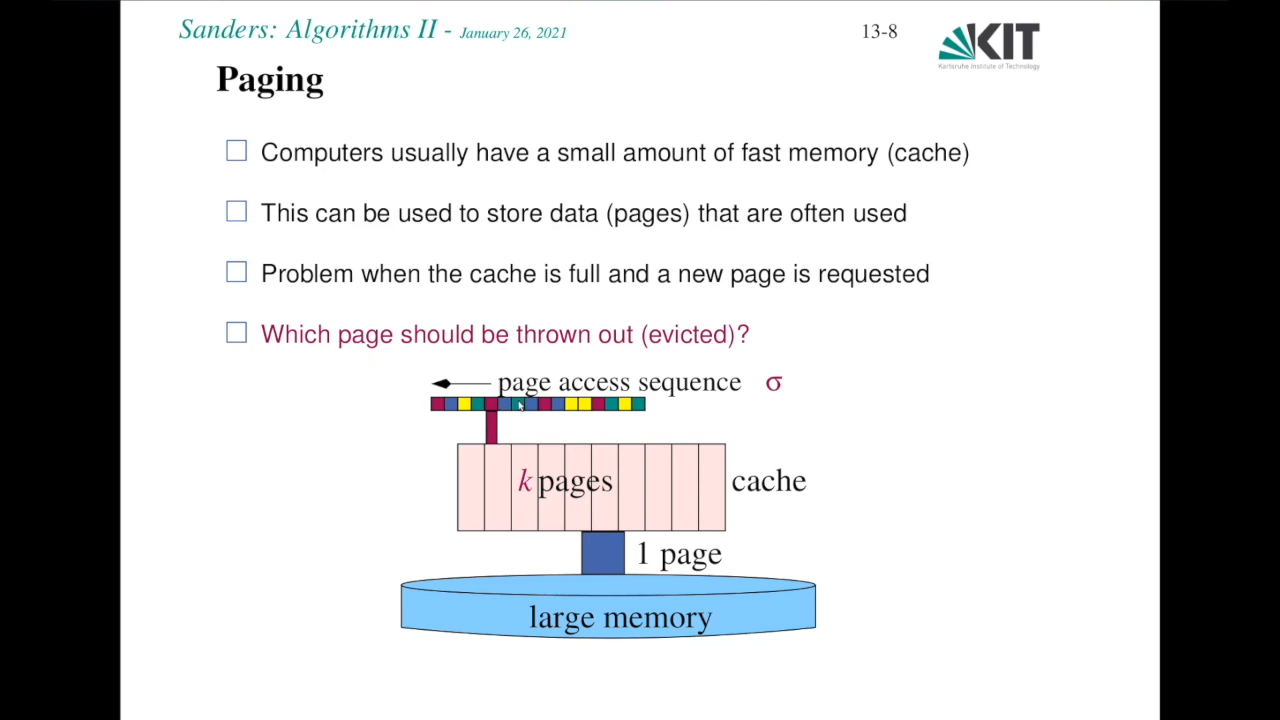 Sanders: Algorithms II - January 26, 2021
13-8
KIT
Karlsruhe Institute of Technology
Paging
Computers usually have a small amount of fast memory (cache)
This can be used to store data (pages) that are often used
Problem when the cache is full and a new page is requested
Which page should be thrown out (evicted)?
page access sequence σ
k pages
cache
1 page
large memory